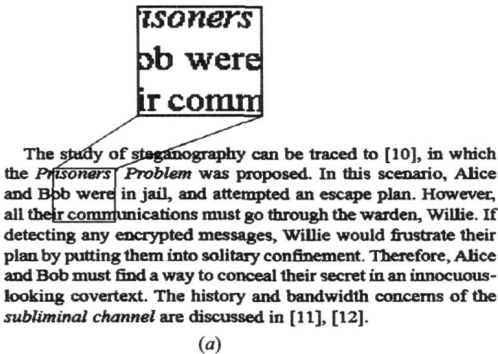 isoners
ob were
ir comm
The study of steganography can be traced to [10], in which
the Prisoners Problem was proposed. In this scenario, Alice
and Bob were in jail, and attempted an escape plan. However,
all their communications must go through the warden, Willie. If
detecting any encrypted messages, Willie would frustrate their
plan by putting them into solitary confinement. Therefore, Alice
and Bob must find a way to conceal their secret in an innocuous-
looking covertext. The history and bandwidth concerns of the
subliminal channel are discussed in [11], [12].
(a)